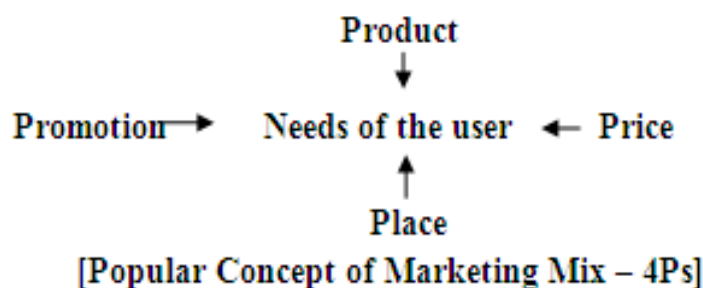 Product
Promotion Needs of the user Price
Place
[Popular Concept of Marketing Mix – 4Ps]